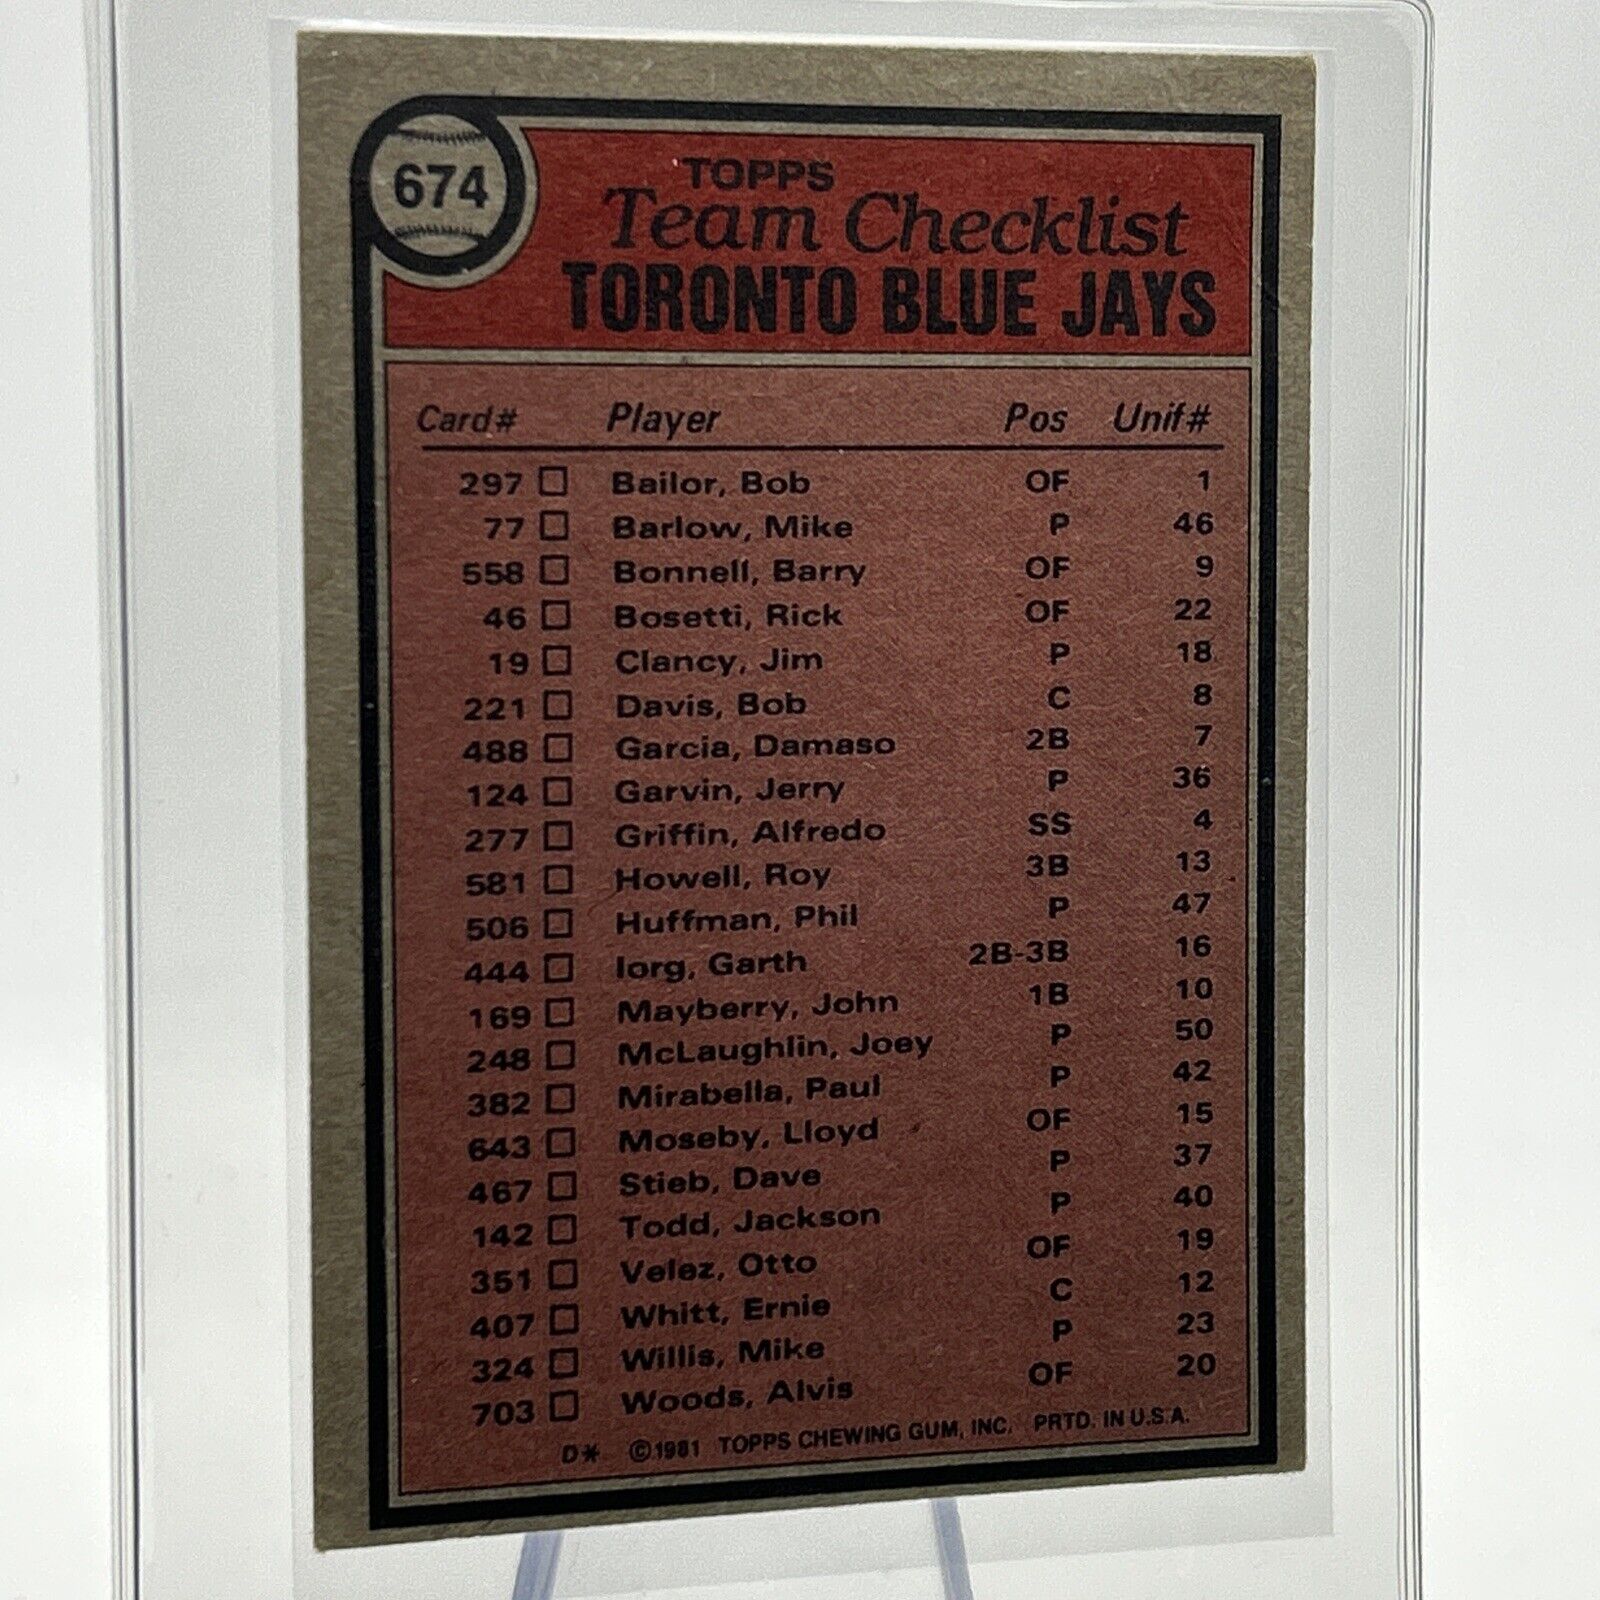 674
TOPPS
Team Checklist
TORONTO BLUE JAYS
Card# Player Pos Unif#
297 □ Bailor, Bob OF 1
77 □ Barlow, Mike P 46
558 □ Bonnell, Barry OF 9
46 □ Bosetti, Rick OF 22
19 □ Clancy, Jim P 18
221 □ Davis, Bob C 8
488 □ Garcia, Damaso 2B 7
124 □ Garvin, Jerry P 36
277 □ Griffin, Alfredo SS 4
581 □ Howell, Roy 3B 13
506 □ Huffman, Phil P 47
444 □ Iorg, Garth 2B-3B 16
169 □ Mayberry, John 1B 10
248 □ McLaughlin, Joey P 50
382 □ Mirabella, Paul P 42
643 □ Moseby, Lloyd OF 15
467 □ Stieb, Dave P 37
142 □ Todd, Jackson P 40
351 □ Velez, Otto OF 19
407 □ Whitt, Ernie C 12
324 □ Willis, Mike P 23
703 □ Woods, Alvis OF 20
D* ©1981 TOPPS CHEWING GUM, INC. PRTD. IN U.S.A.